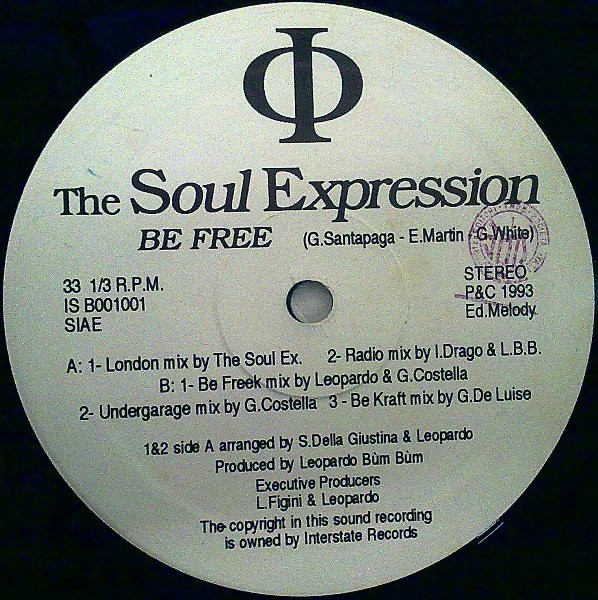 Φ
The Soul Expression
BE FREE (G.Santapaga - E.Martin - G.White)
33 1/3 R.P.M.
IS B001001
SIAE
STEREO
P&C 1993
Ed.Melody
A: 1- London mix by The Soul Ex. 2- Radio mix by I.Drago & L.B.B.
B: 1- Be Freek mix by Leopardo & G.Costella
2- Undergarage mix by G.Costella 3 - Be Kraft mix by G.De Luise
1&2 side A arranged by S.Della Giustina & Leopardo
Produced by Leopardo Bùm Bùm
Executive Producers
L.Figini & Leopardo
The copyright in this sound recording
is owned by Interstate Records